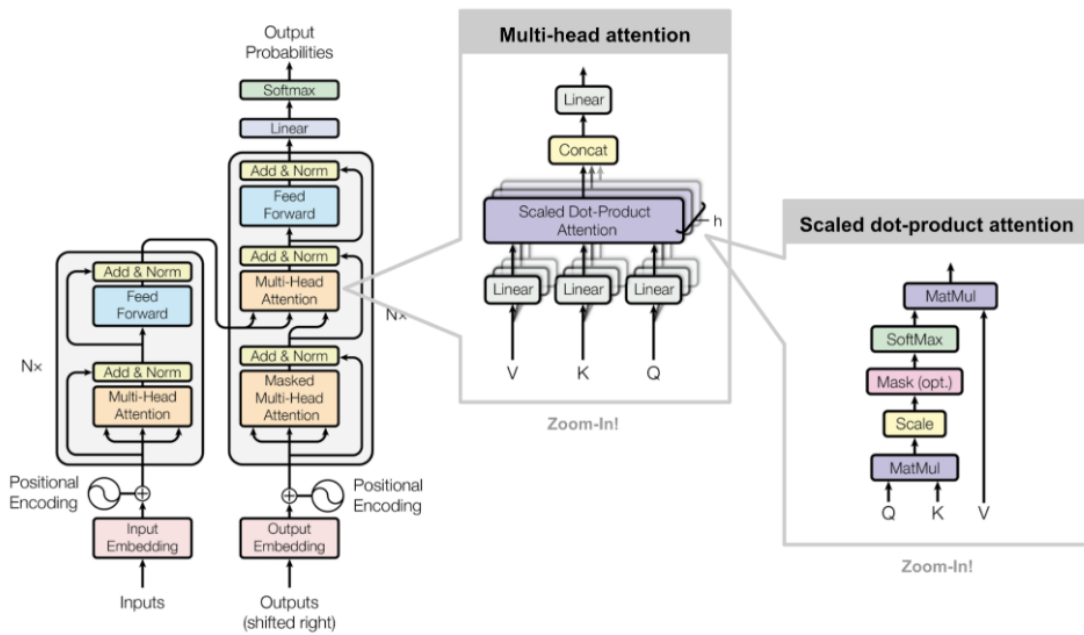 Output
Probabilities
Softmax
Linear
Add & Norm
Feed
Forward
Add & Norm
Multi-Head
Attention
Nx
Add & Norm
Masked
Multi-Head
Attention
Positional
Encoding
Output
Embedding
Outputs
(shifted right)
Add & Norm
Feed
Forward
Nx
Add & Norm
Multi-Head
Attention
Positional
Encoding
Input
Embedding
Inputs
Multi-head attention
Linear
Concat
Scaled Dot-Product
Attention
h
Linear
Linear
Linear
V
K
Q
Zoom-In!
Scaled dot-product attention
MatMul
SoftMax
Mask (opt.)
Scale
MatMul
Q
K
V
Zoom-In!